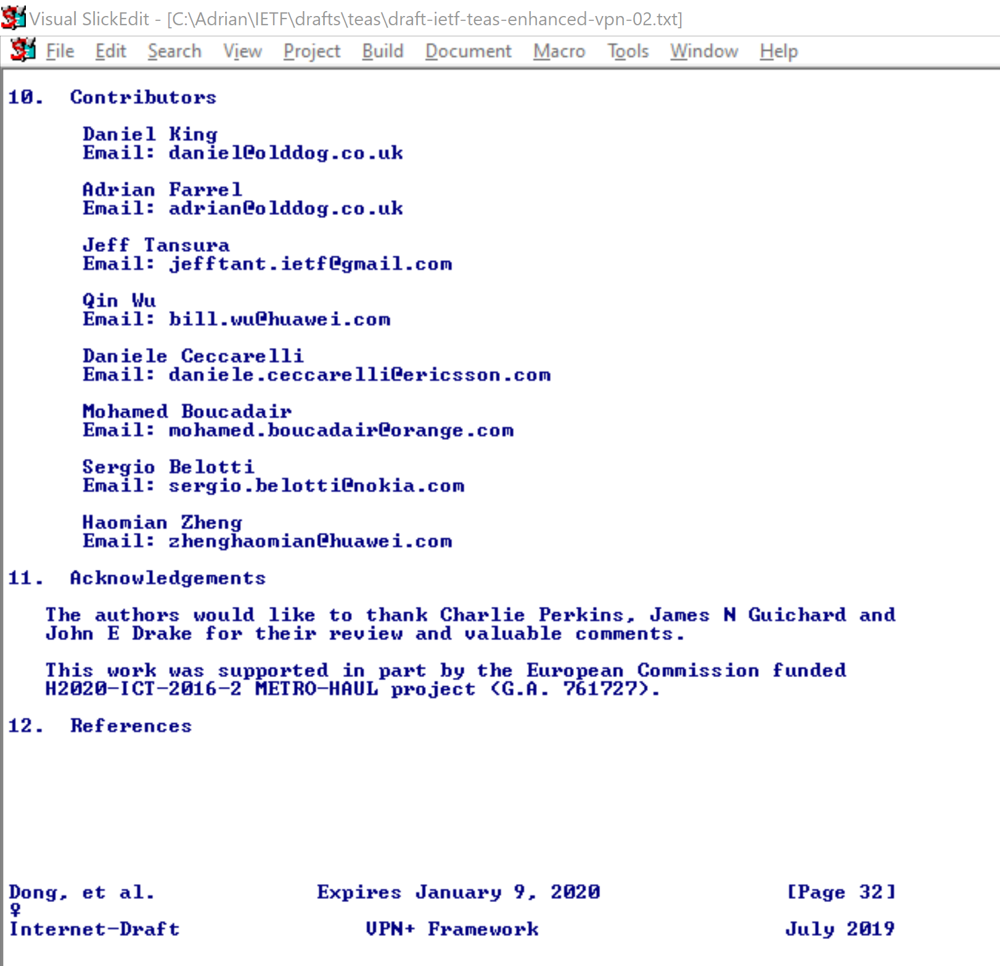 Visual SlickEdit - [C:\Adrian\IETF\drafts\teas\draft-ietf-teas-enhanced-vpn-02.txt]
File Edit Search View Project Build Document Macro Tools Window Help
10. Contributors
Daniel King
Email: daniel@olddog.co.uk
Adrian Farrel
Email: adrian@olddog.co.uk
Jeff Tansura
Email: jefftant.ietf@gmail.com
Qin Wu
Email: bill.wu@huawei.com
Daniele Ceccarelli
Email: daniele.ceccarelli@ericsson.com
Mohamed Boucadair
Email: mohamed.boucadair@orange.com
Sergio Belotti
Email: sergio.belotti@nokia.com
Haomian Zheng
Email: zhenghaomian@huawei.com
11. Acknowledgements
The authors would like to thank Charlie Perkins, James N Guichard and
John E Drake for their review and valuable comments.
This work was supported in part by the European Commission funded
H2020-ICT-2016-2 METRO-HAUL project (G.A. 761727).
12. References
Dong, et al. Expires January 9, 2020 [Page 32]
♀
Internet-Draft VPN+ Framework July 2019